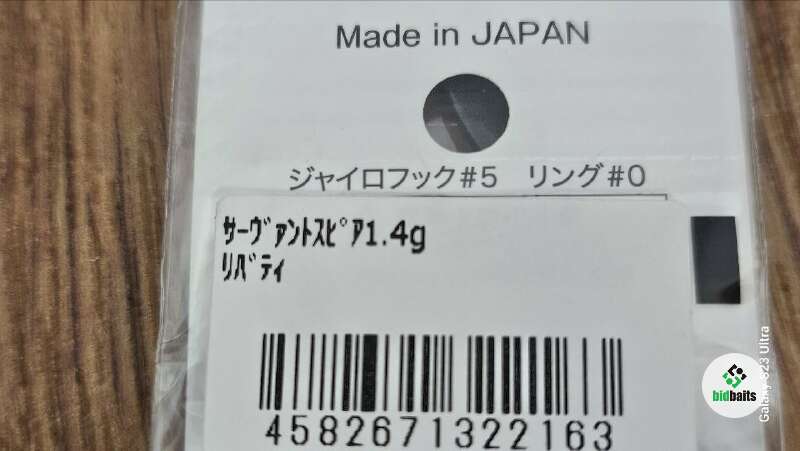 Made in JAPAN
ジャイロフック#5 リング#0
ｻｰｳﾞｧﾝﾄｽﾋﾟｱ1.4g
ﾘﾊﾞﾃｨ
4582671322163
bidbaits
Galaxy S23 Ultra